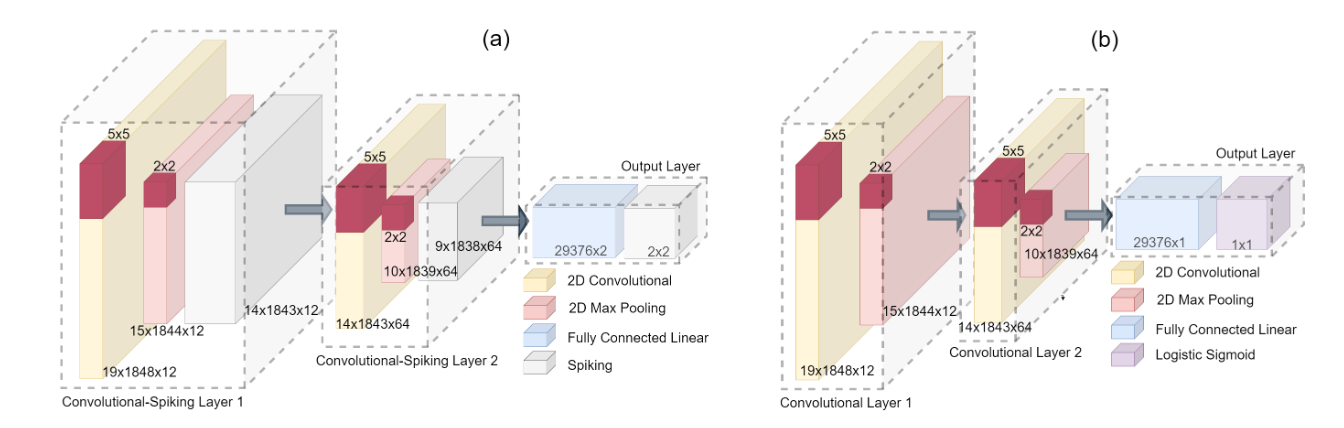 (a)
5x5
2x2
15x1844x12
14x1843x12
19x1848x12
Convolutional-Spiking Layer 1
5x5
2x2
10x1839x64
9x1838x64
14x1843x64
Convolutional-Spiking Layer 2
Output Layer
29376x2
2x2
2D Convolutional
2D Max Pooling
Fully Connected Linear
Spiking
(b)
5x5
2x2
15x1844x12
19x1848x12
Convolutional Layer 1
5x5
2x2
10x1839x64
14x1843x64
Convolutional Layer 2
Output Layer
29376x1
1x1
2D Convolutional
2D Max Pooling
Fully Connected Linear
Logistic Sigmoid